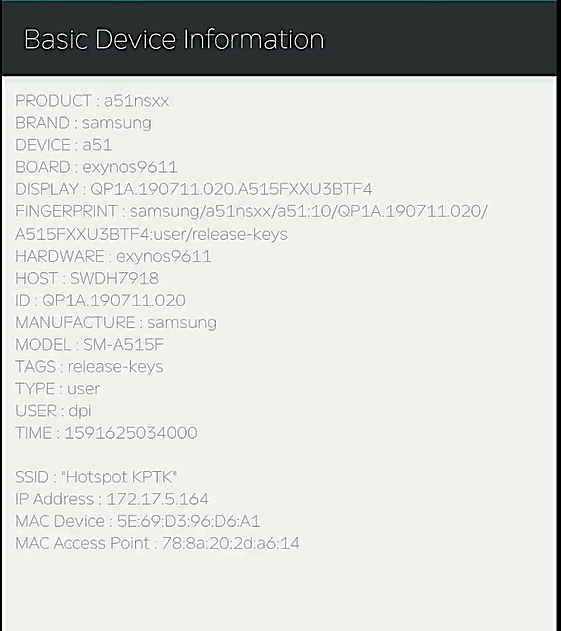 Basic Device Information
PRODUCT : a51nsxx
BRAND : samsung
DEVICE : a51
BOARD : exynos9611
DISPLAY : QP1A.190711.020.A515FXXU3BTF4
FINGERPRINT : samsung/a51nsxx/a51:10/QP1A.190711.020/
A515FXXU3BTF4:user/release-keys
HARDWARE : exynos9611
HOST : SWDH7918
ID : QP1A.190711.020
MANUFACTURE : samsung
MODEL : SM-A515F
TAGS : release-keys
TYPE : user
USER : dpi
TIME : 1591625034000
SSID : "Hotspot KPTK"
IP Address : 172.17.5.164
MAC Device : 5E:69:D3:96:D6:A1
MAC Access Point : 78:8a:20:2d:a6:14